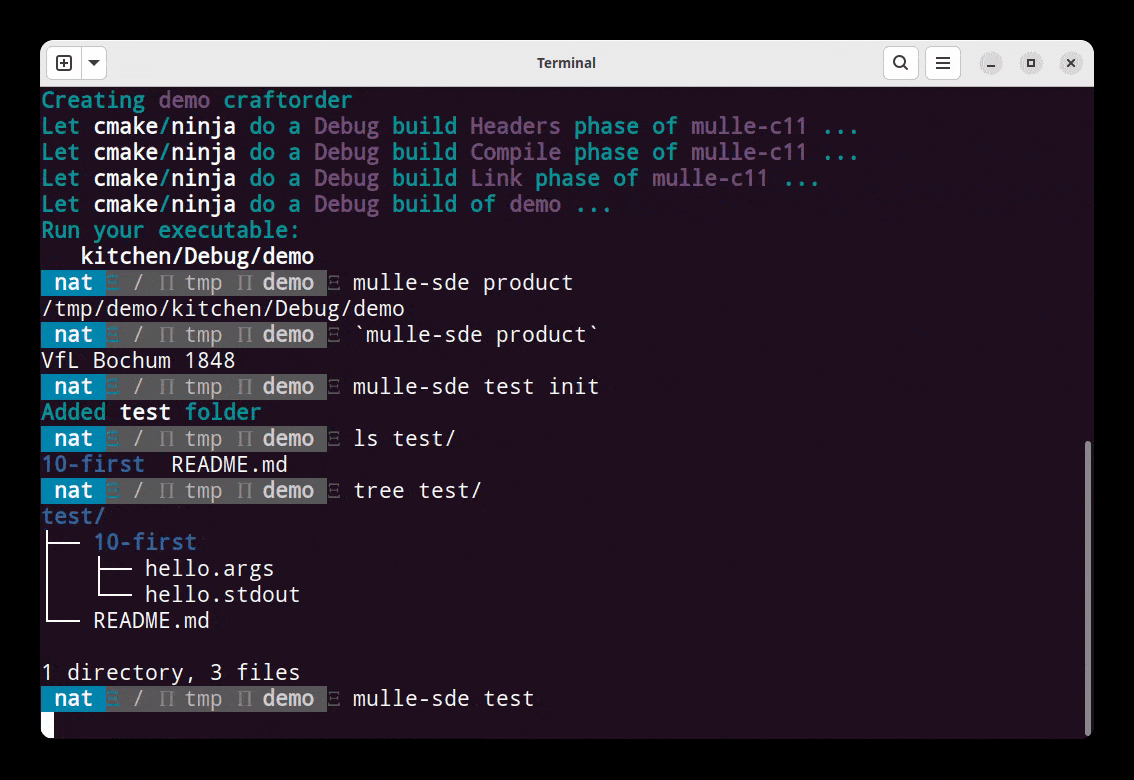 Terminal
Creating demo craftorder
Let cmake/ninja do a Debug build Headers phase of mulle-c11 ...
Let cmake/ninja do a Debug build Compile phase of mulle-c11 ...
Let cmake/ninja do a Debug build Link phase of mulle-c11 ...
Let cmake/ninja do a Debug build of demo ...
Run your executable:
kitchen/Debug/demo
nat Ξ / Π tmp Π demo Ξ mulle-sde product
/tmp/demo/kitchen/Debug/demo
nat Ξ / Π tmp Π demo Ξ `mulle-sde product`
VfL Bochum 1848
nat Ξ / Π tmp Π demo Ξ mulle-sde test init
Added test folder
nat Ξ / Π tmp Π demo Ξ ls test/
10-first  README.md
nat Ξ / Π tmp Π demo Ξ tree test/
test/
├── 10-first
│   ├── hello.args
│   └── hello.stdout
└── README.md
1 directory, 3 files
nat Ξ / Π tmp Π demo Ξ mulle-sde test